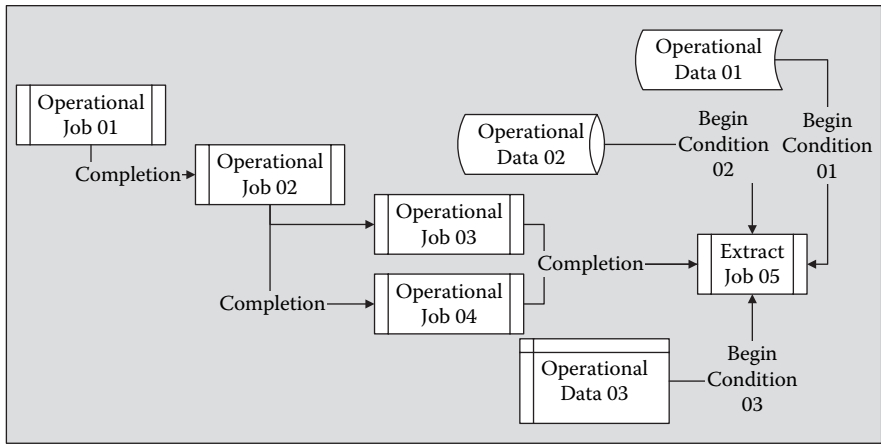 Operational
Data 01
Operational
Job 01
Begin
Condition
01
Operational
Data 02
Begin
Condition
02
Completion
Operational
Job 02
Operational
Job 03
Completion
Extract
Job 05
Completion
Operational
Job 04
Operational
Data 03
Begin
Condition
03